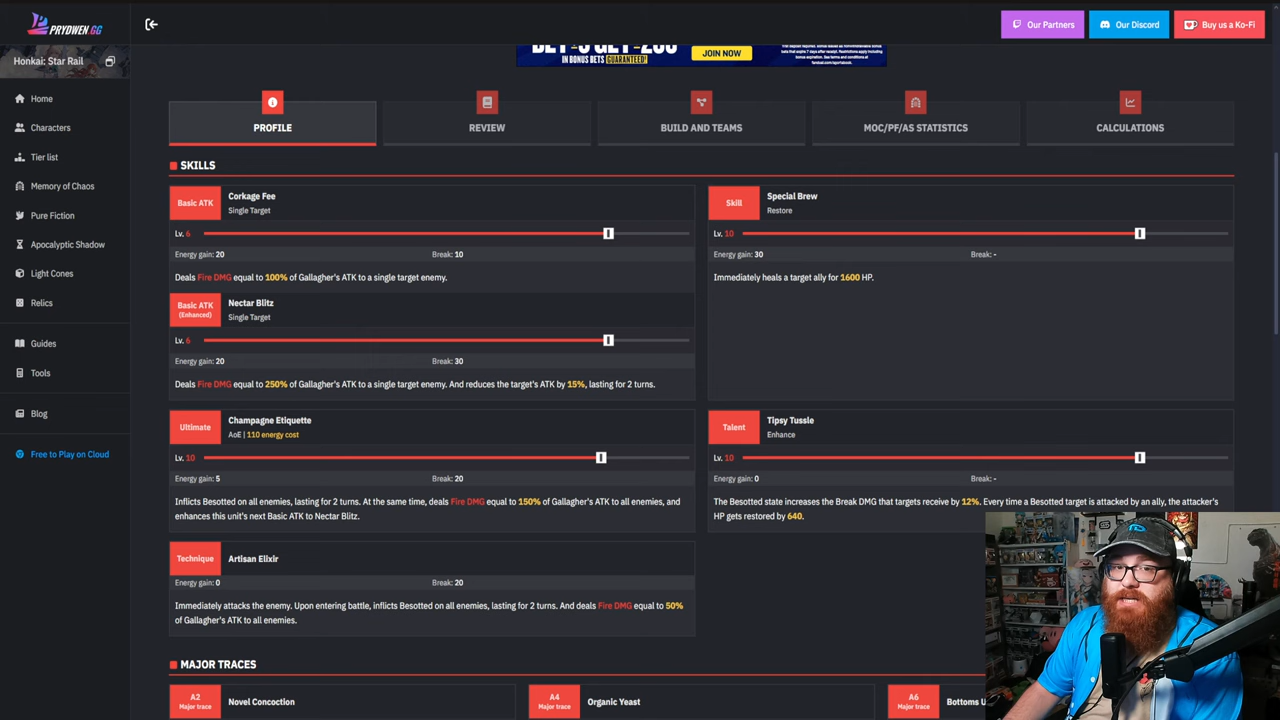 PRYDWEN.GG
Our Partners
Our Discord
Buy us a Ko-Fi
Honkai: Star Rail
IN BONUS BETS GUARANTEED!
JOIN NOW
Home
Characters
Tier list
Memory of Chaos
Pure Fiction
Apocalyptic Shadow
Light Cones
Relics
Guides
Tools
Blog
Free to Play on Cloud
PROFILE
REVIEW
BUILD AND TEAMS
MOC/PF/AS STATISTICS
CALCULATIONS
SKILLS
Basic ATK
Corkage Fee
Single Target
Lv. 6
Energy gain: 20
Break: 10
Deals Fire DMG equal to 100% of Gallagher's ATK to a single target enemy.
Basic ATK
(Enhanced)
Nectar Blitz
Single Target
Lv. 6
Energy gain: 20
Break: 30
Deals Fire DMG equal to 250% of Gallagher's ATK to a single target enemy. And reduces the target's ATK by 15%, lasting for 2 turns.
Skill
Special Brew
Restore
Lv. 10
Energy gain: 30
Break: -
Immediately heals a target ally for 1600 HP.
Ultimate
Champagne Etiquette
AoE | 110 energy cost
Lv. 10
Energy gain: 5
Break: 20
Inflicts Besotted on all enemies, lasting for 2 turns. At the same time, deals Fire DMG equal to 150% of Gallagher's ATK to all enemies, and
enhances this unit's next Basic ATK to Nectar Blitz.
Talent
Tipsy Tussle
Enhance
Lv. 10
Energy gain: 0
Break: -
The Besotted state increases the Break DMG that targets receive by 12%. Every time a Besotted target is attacked by an ally, the attacker's
HP gets restored by 640.
Technique
Artisan Elixir
Energy gain: 0
Break: 20
Immediately attacks the enemy. Upon entering battle, inflicts Besotted on all enemies, lasting for 2 turns. And deals Fire DMG equal to 50%
of Gallagher's ATK to all enemies.
MAJOR TRACES
A2
Major trace
Novel Concoction
A4
Major trace
Organic Yeast
A6
Major trace
Bottoms U